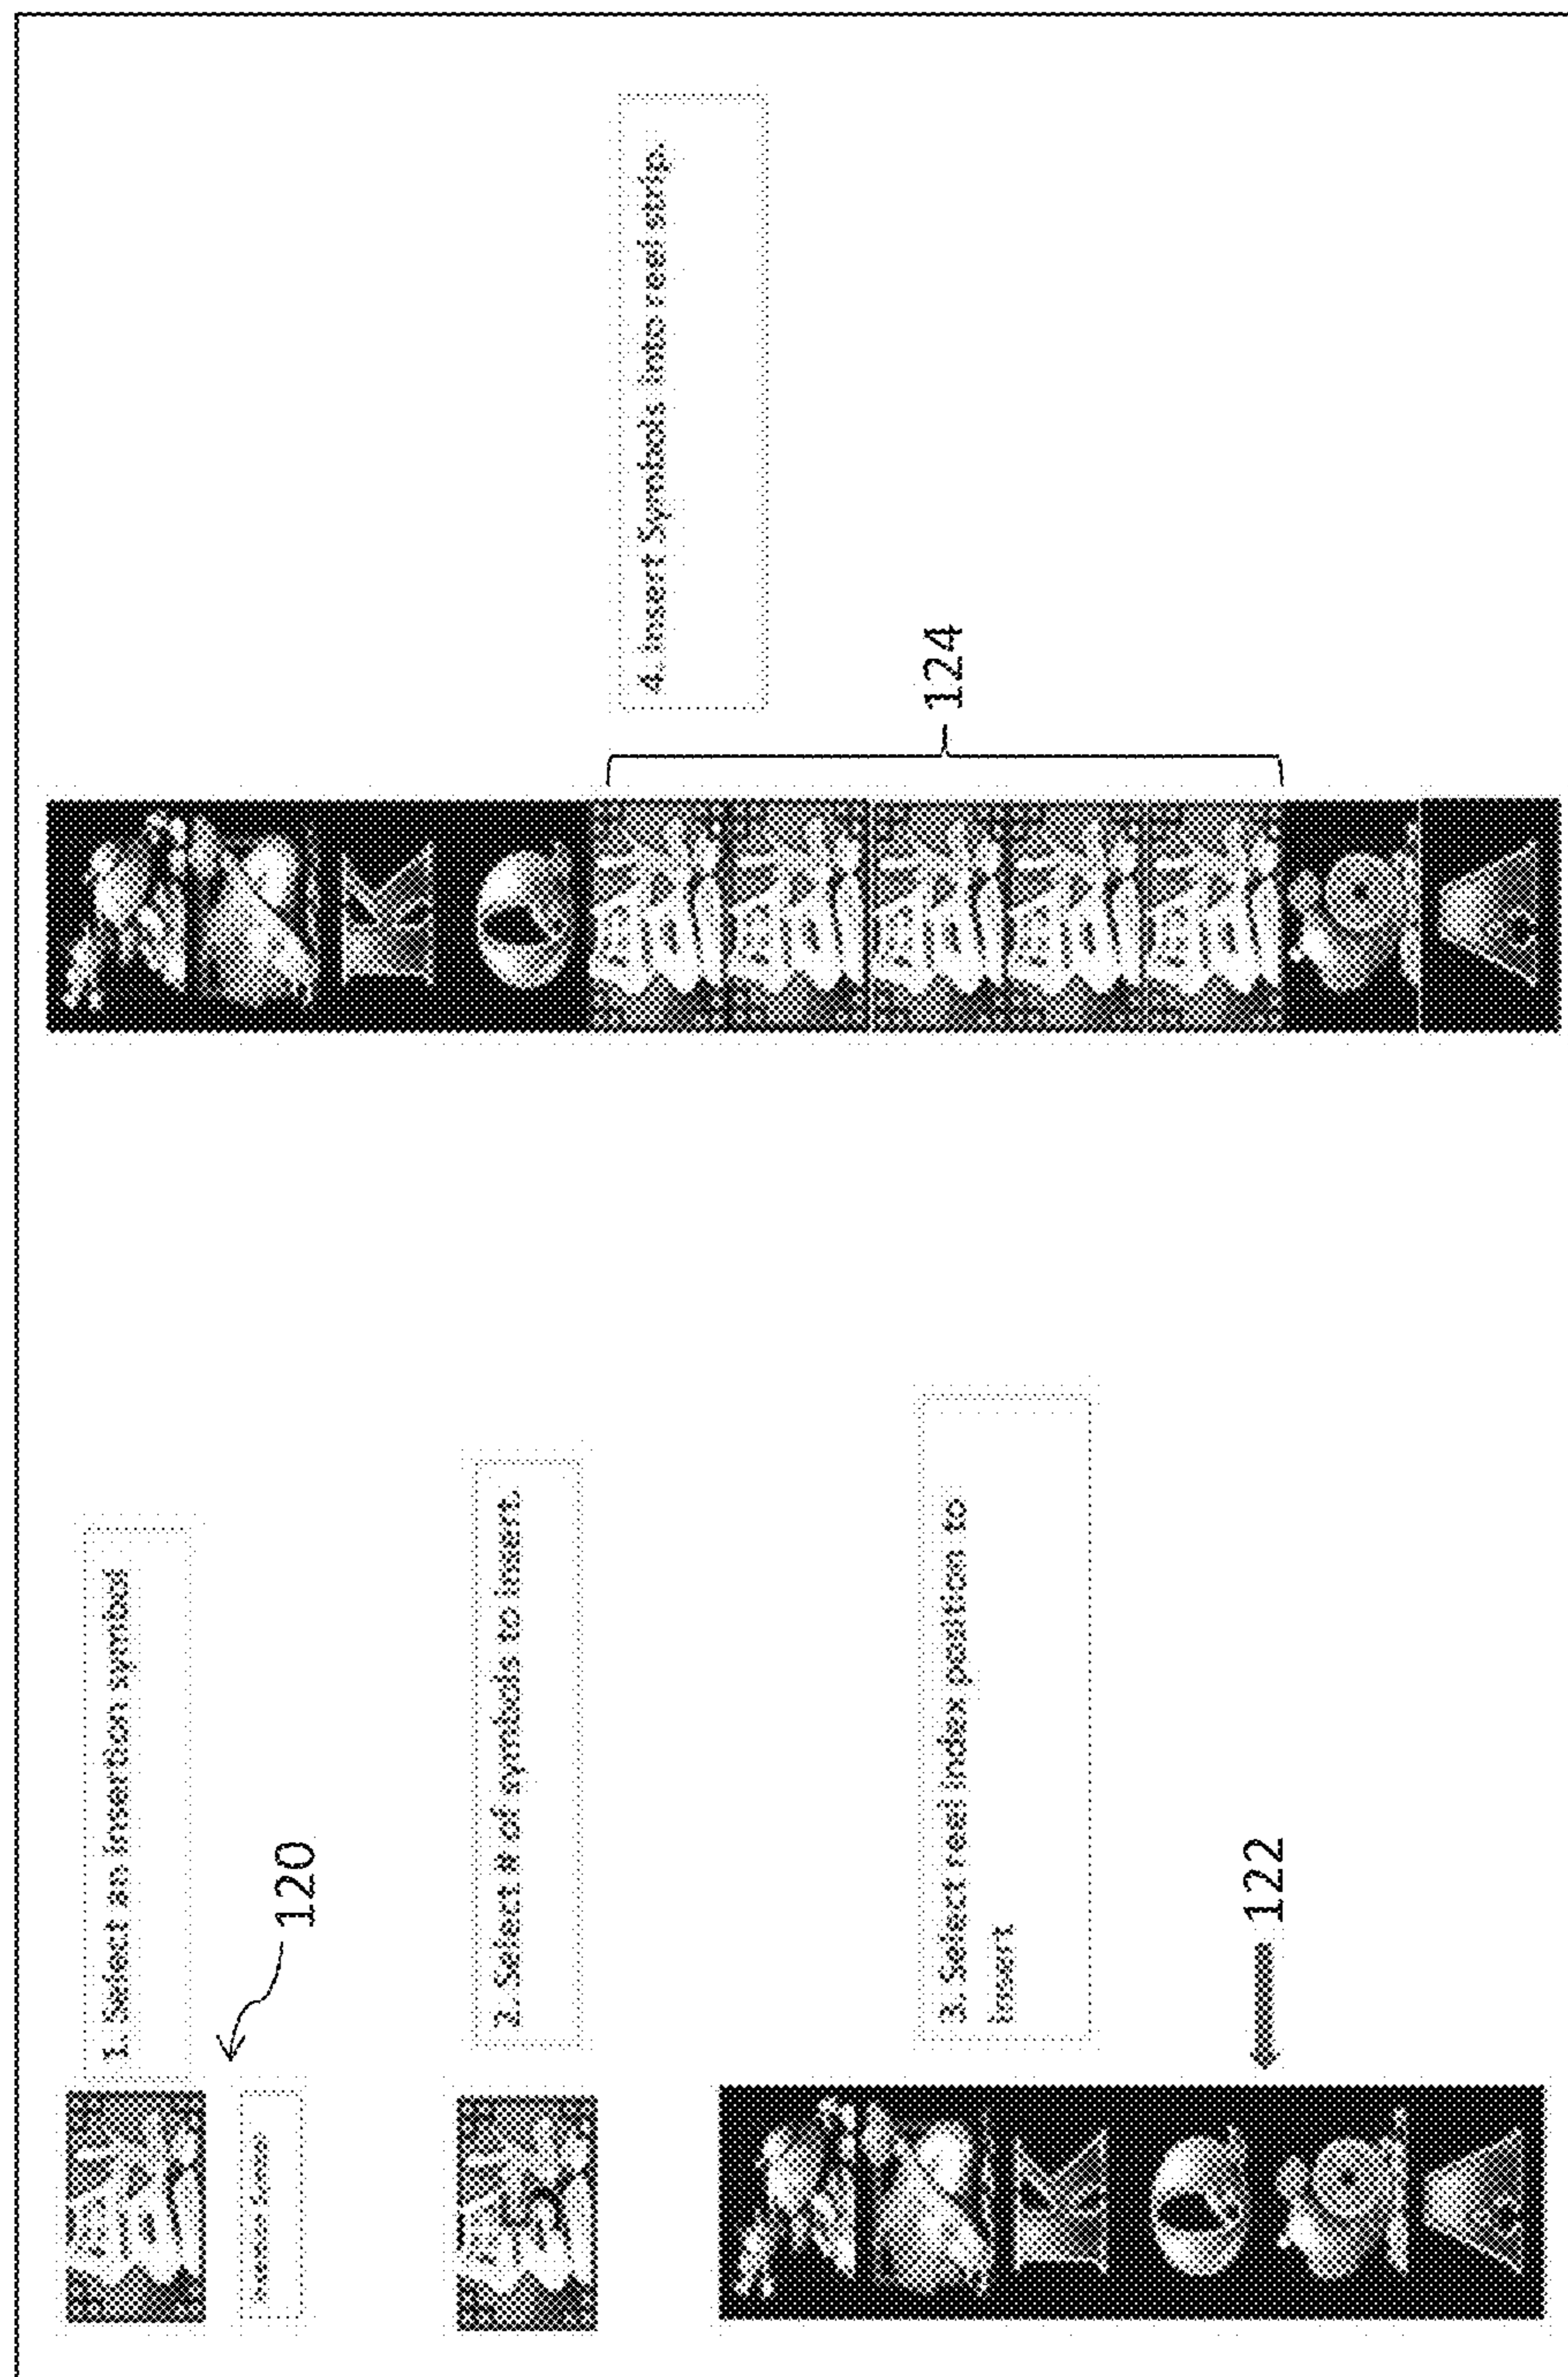 1. Select an insertion symbol
120
2. Select # of symbols to insert.
3. Select reel index position to
insert
122
4. Insert Symbols into reel strip.
124